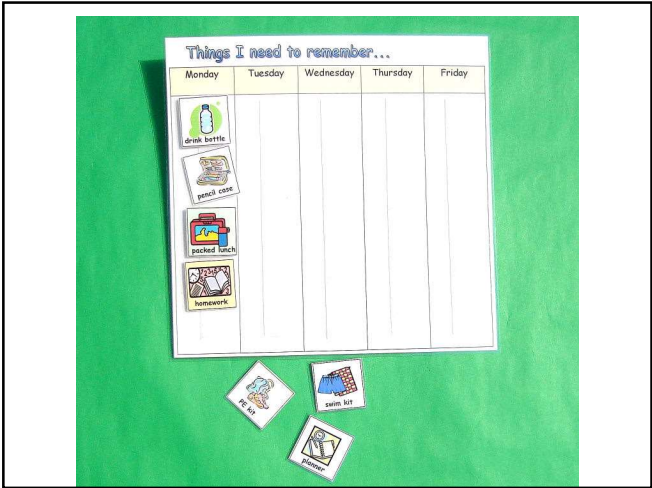 Things I need to remember...
Monday Tuesday Wednesday Thursday Friday
drink bottle
pencil case
packed lunch
homework
PE kit
swim kit
planner